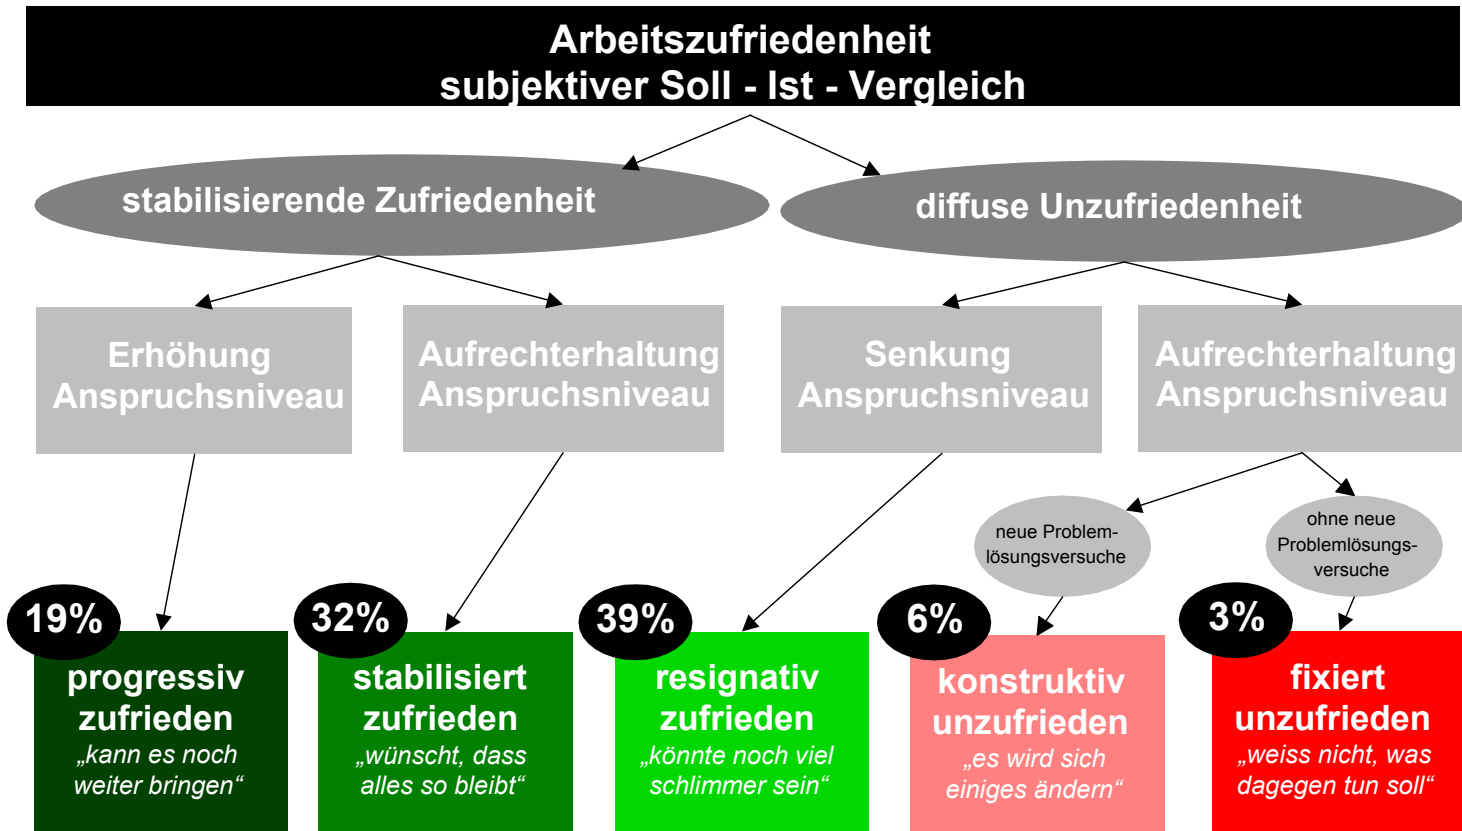 Arbeitszufriedenheit
subjektiver Soll - Ist - Vergleich
stabilisierende Zufriedenheit
diffuse Unzufriedenheit
Erhöhung
Anspruchsniveau
Aufrechterhaltung
Anspruchsniveau
Senkung
Anspruchsniveau
Aufrechterhaltung
Anspruchsniveau
neue Problem-
lösungsversuche
ohne neue
Problemlösungs-
versuche
19%
progressiv
zufrieden
„kann es noch
weiter bringen“
32%
stabilisiert
zufrieden
„wünscht, dass
alles so bleibt“
39%
resignativ
zufrieden
„könnte noch viel
schlimmer sein“
6%
konstruktiv
unzufrieden
„es wird sich
einiges ändern“
3%
fixiert
unzufrieden
„weiss nicht, was
dagegen tun soll“